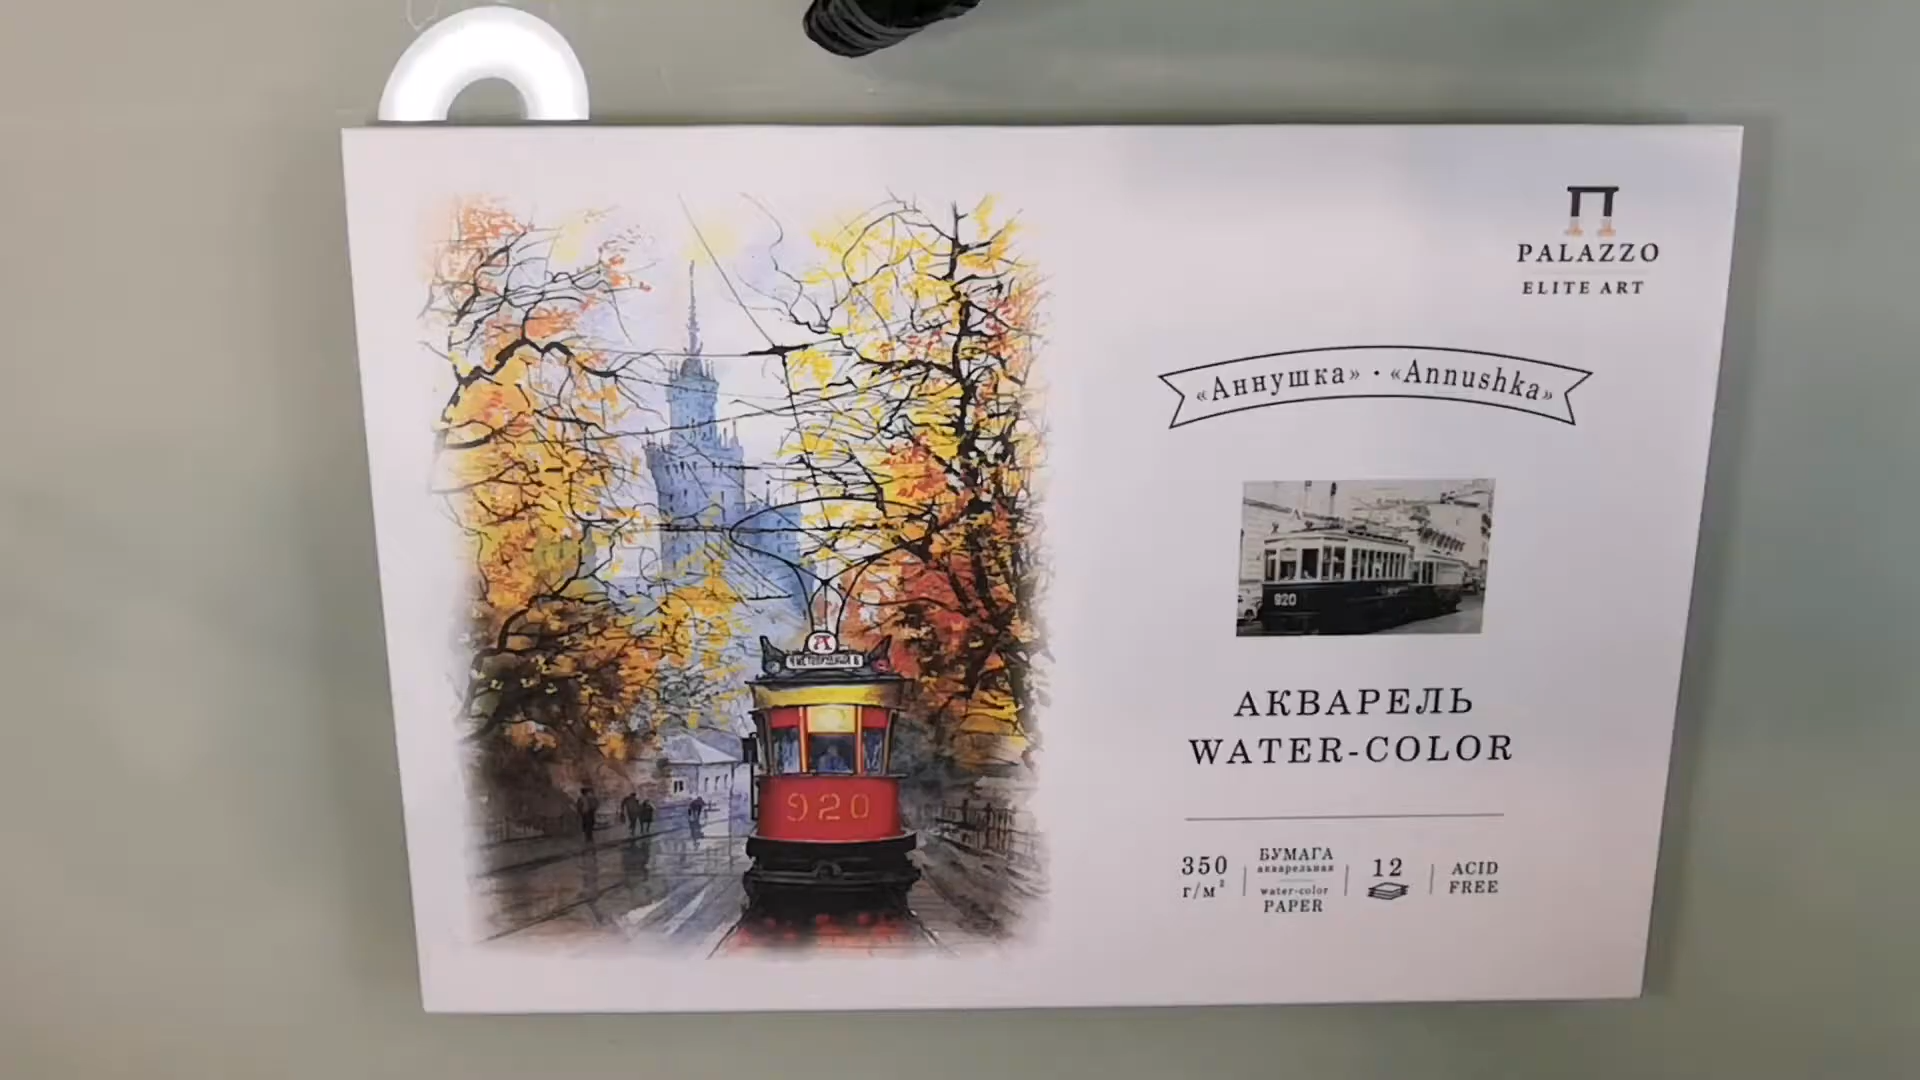 PALAZZO
ELITE ART
«Аннушка» · «Annushka»
920
А
920
АКВАРЕЛЬ
WATER-COLOR
350
г/м²
БУМАГА
акварельная
water-color
PAPER
12
ACID
FREE